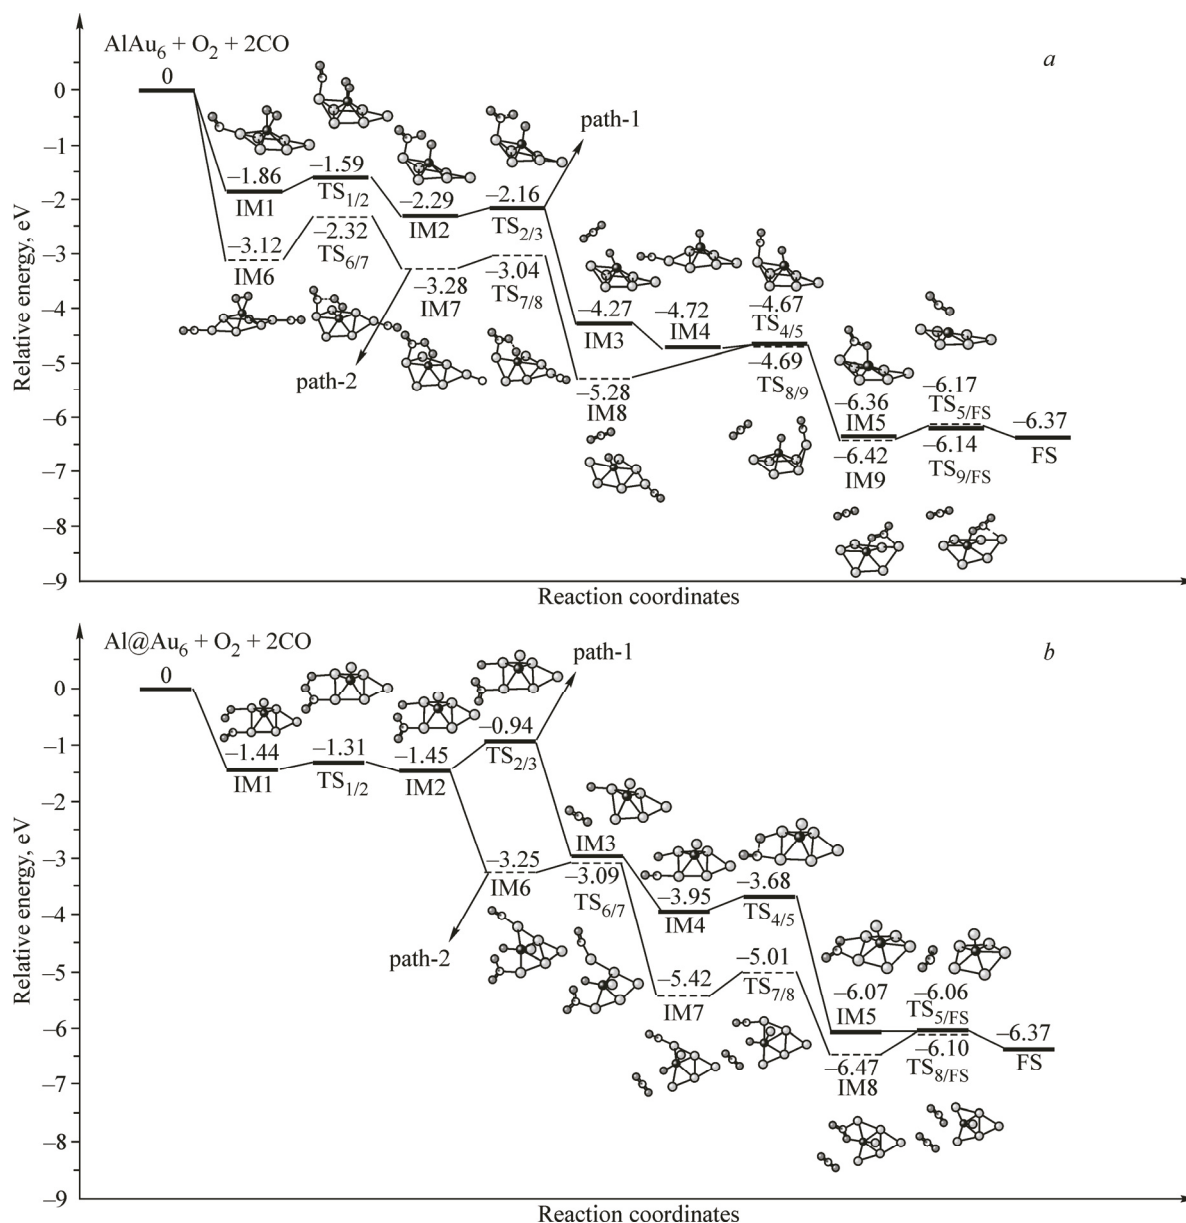 AlAu6 + O2 + 2CO
a
0
path-1
–1.86
IM1
–1.59
TS1/2
–2.29
IM2
–2.16
TS2/3
–3.12
IM6
–2.32
TS6/7
–3.28
IM7
–3.04
TS7/8
path-2
–4.27
IM3
–4.72
IM4
–4.67
TS4/5
–4.69
TS8/9
–5.28
IM8
–6.36
IM5
–6.42
IM9
–6.17
TS5/FS
–6.14
TS9/FS
–6.37
FS
0
–1
–2
–3
–4
–5
–6
–7
–8
–9
Relative energy, eV
Reaction coordinates
Al@Au6 + O2 + 2CO
b
0
path-1
–1.44
IM1
–1.31
TS1/2
–1.45
IM2
–0.94
TS2/3
–3.25
IM6
IM3
–3.09
TS6/7
path-2
–3.95
IM4
–3.68
TS4/5
–5.42
IM7
–5.01
TS7/8
–6.07
IM5
–6.06
TS5/FS
–6.47
IM8
–6.10
TS8/FS
–6.37
FS
0
–1
–2
–3
–4
–5
–6
–7
–8
–9
Relative energy, eV
Reaction coordinates